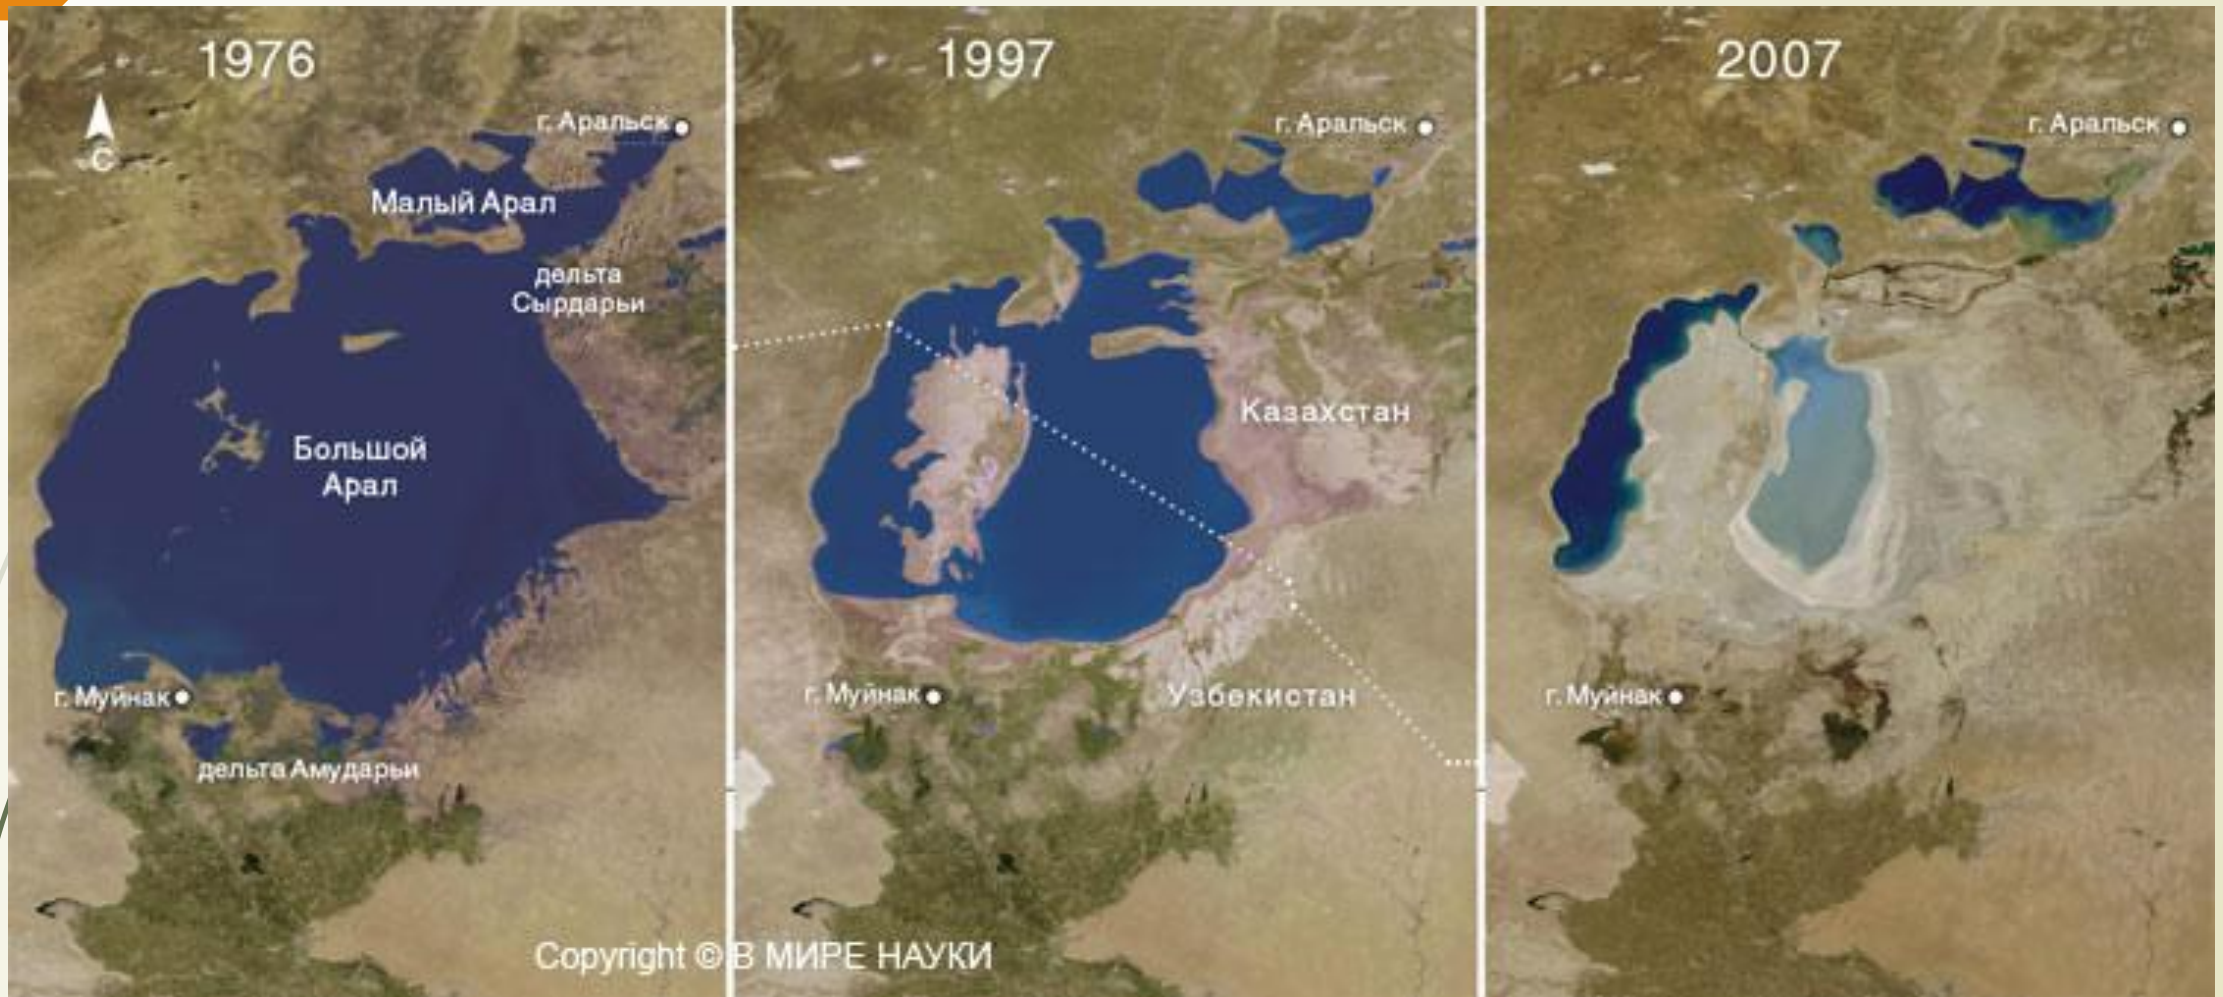 1976
С
г. Аральск
Малый Арал
дельта
Сырдарьи
Большой
Арал
г. Муйнак
дельта Амударьи
1997
г. Аральск
Казахстан
г. Муйнак
Узбекистан
2007
г. Аральск
г. Муйнак
Copyright © В МИРЕ НАУКИ